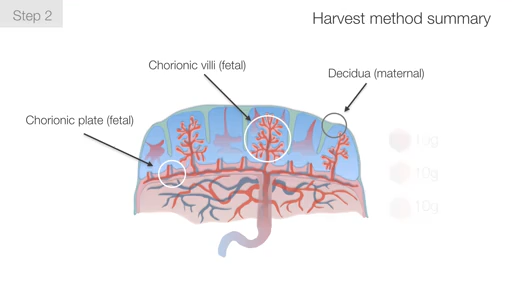 Step 2
Harvest method summary
Chorionic villi (fetal)
Decidua (maternal)
Chorionic plate (fetal)
10g
10g
10g